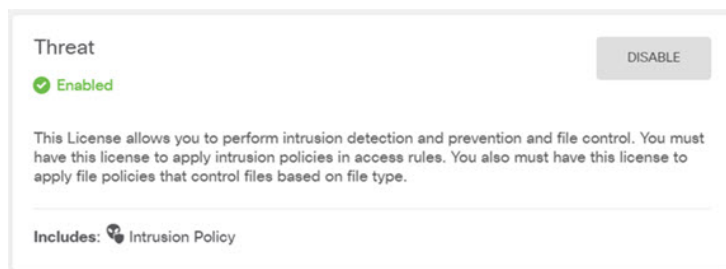 Threat
DISABLE
Enabled
This License allows you to perform intrusion detection and prevention and file control. You must
have this license to apply intrusion policies in access rules. You also must have this license to
apply file policies that control files based on file type.
Includes: Intrusion Policy